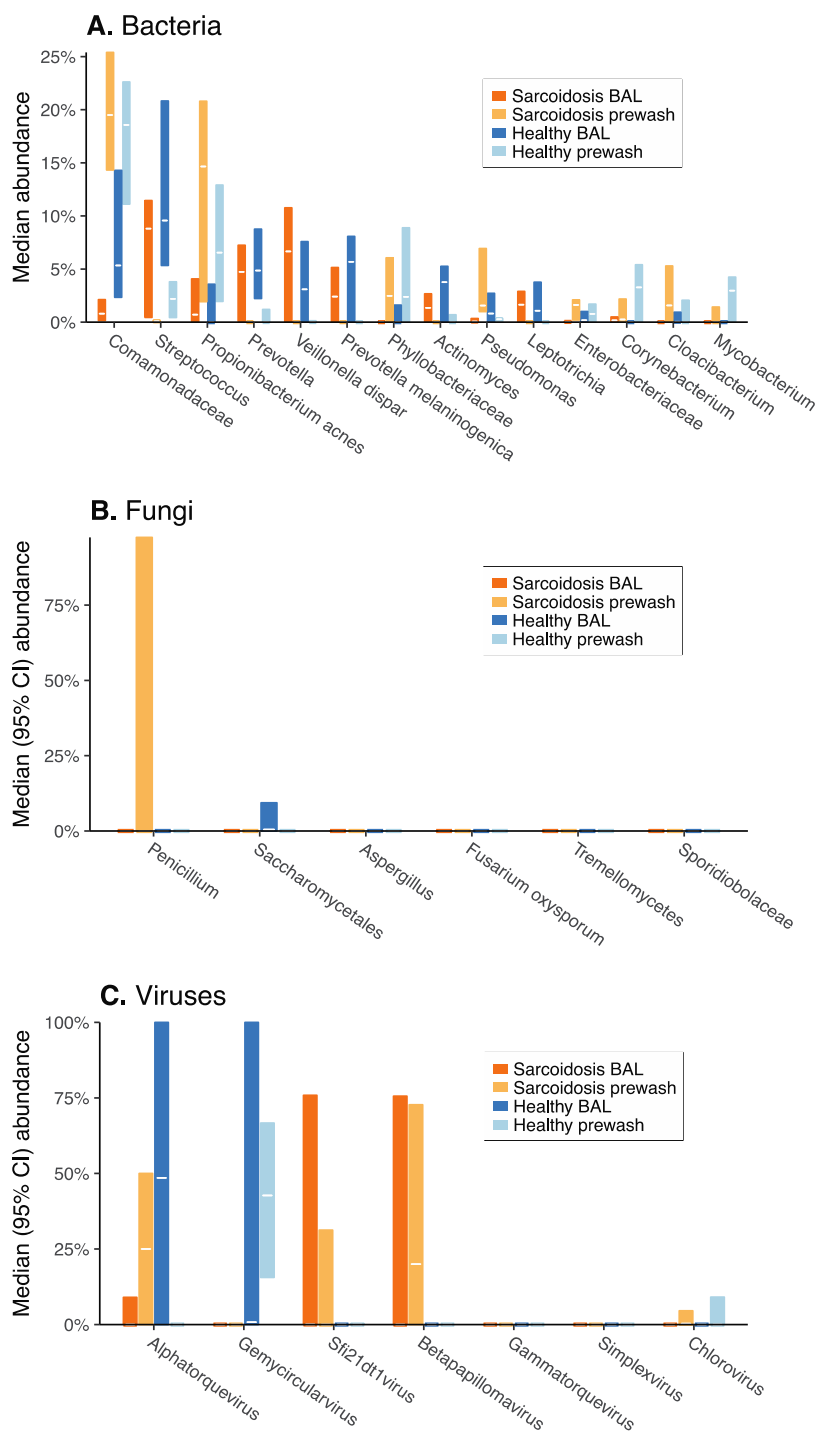 A. Bacteria
Median abundance
25%
20%
15%
10%
5%
0%
Sarcoidosis BAL
Sarcoidosis prewash
Healthy BAL
Healthy prewash
Comamonadaceae
Streptococcus
Propionibacterium acnes
Prevotella
Veillonella dispar
Prevotella melaninogenica
Phyllobacteriaceae
Actinomyces
Pseudomonas
Leptotrichia
Enterobacteriaceae
Corynebacterium
Cloacibacterium
Mycobacterium
B. Fungi
Median (95% CI) abundance
75%
50%
25%
0%
Sarcoidosis BAL
Sarcoidosis prewash
Healthy BAL
Healthy prewash
Penicillium
Saccharomycetales
Aspergillus
Fusarium oxysporum
Tremellomycetes
Sporidiobolaceae
C. Viruses
Median (95% CI) abundance
100%
75%
50%
25%
0%
Sarcoidosis BAL
Sarcoidosis prewash
Healthy BAL
Healthy prewash
Alphatorquevirus
Gemycircularvirus
Sfi21dt1virus
Betapapillomavirus
Gammatorquevirus
Simplexvirus
Chlorovirus